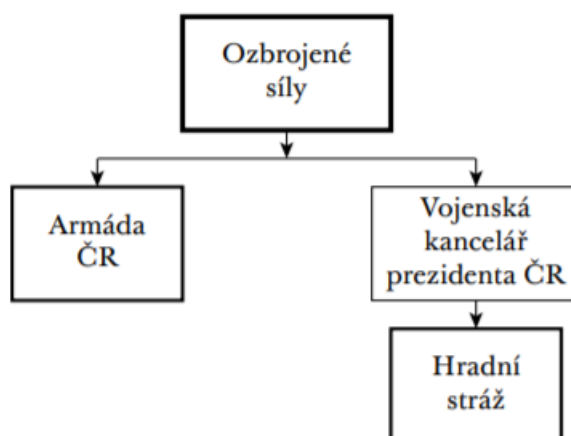 Ozbrojené
síly
Armáda
ČR
Vojenská
kancelář
prezidenta ČR
Hradní
stráž